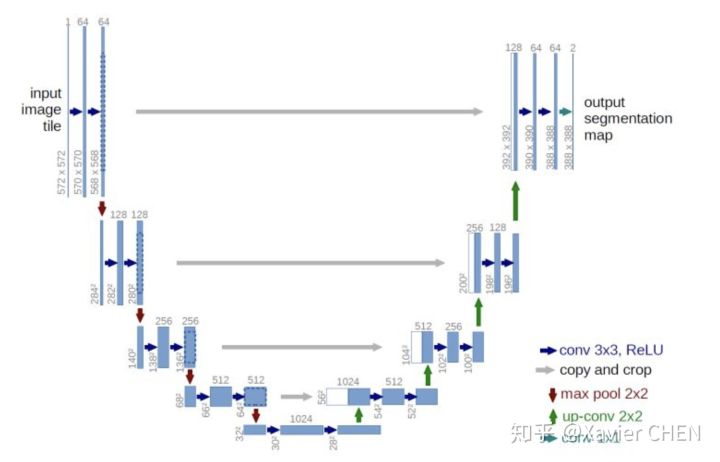 1 64 64
128 64 64 2
input
image
tile
output
segmentation
map
572 x 572
570 x 570
568 x 568
392 x 392
390 x 390
388 x 388
388 x 388
128 128
256 128
284²
282²
280²
200²
198²
196²
256 256
512 256
140²
138²
136²
104²
102²
100²
512 512
1024 512
68²
66²
64²
56²
54²
52²
1024
32²
30²
28²
conv 3x3, ReLU
copy and crop
max pool 2x2
up-conv 2x2
conv 1x1
知乎 @Xavier CHEN